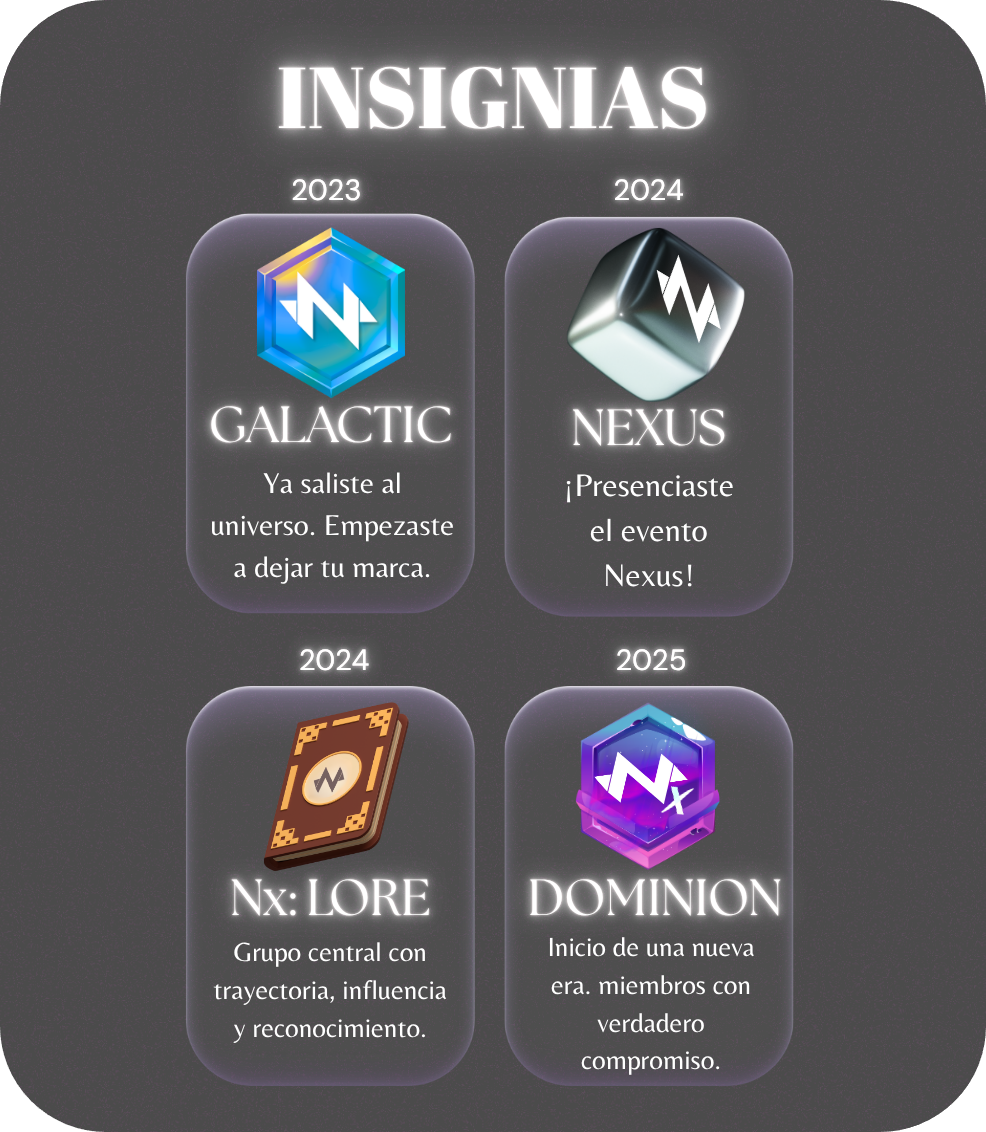 INSIGNIAS
2023
GALACTIC
Ya saliste al
universo. Empezaste
a dejar tu marca.
2024
NEXUS
¡Presenciaste
el evento
Nexus!
2024
Nx: LORE
Grupo central con
trayectoria, influencia
y reconocimiento.
2025
X
DOMINION
Inicio de una nueva
era. miembros con
verdadero
compromiso.